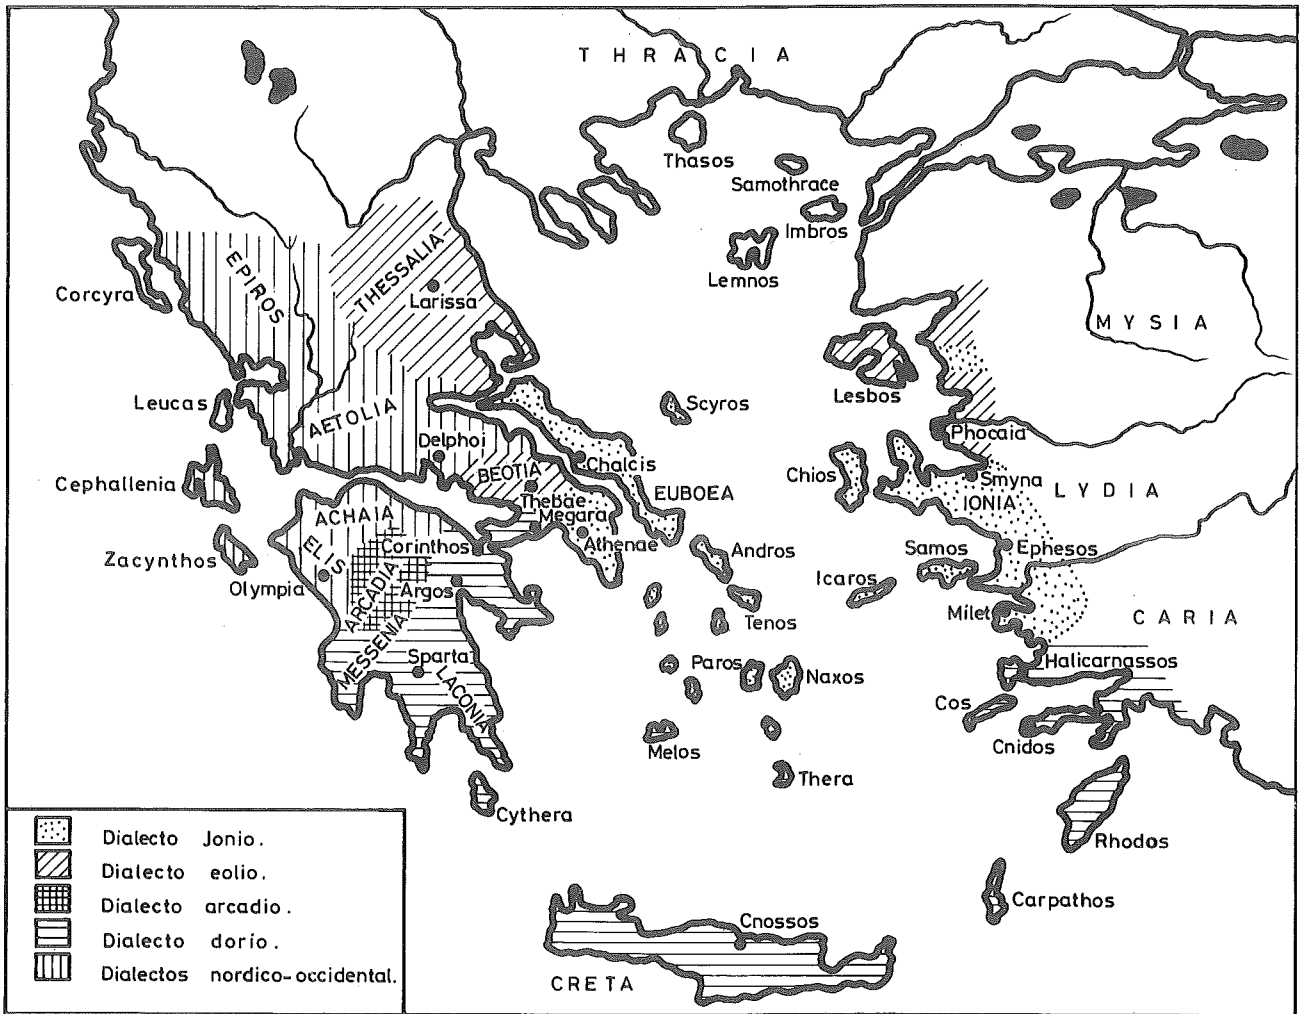 THRACIA
Thasos
Samothrace
Imbros
Lemnos
EPIROS
THESSALIA
Larissa
Corcyra
MYSIA
Lesbos
Leucas
Scyros
AETOLIA
Delphoi
Phocaia
BEOTIA
Chalcis
Chios
Smyna
Cephallenia
EUBOEA
IONIA
LYDIA
Thebae
Megara
ACHAIA
Athenae
Corinthos
Andros
Samos
Ephesos
Zacynthos
ELIS
Olympia
ARCADIA
Argos
Icaros
Tenos
Milet
CARIA
MESSENIA
Sparta
Paros
Naxos
Halicarnassos
LACONIA
Cos
Melos
Cnidos
Thera
Cythera
Rhodos
Carpathos
Cnossos
CRETA
Dialecto Jonio.
Dialecto eolio.
Dialecto arcadio.
Dialecto dorío.
Dialectos nordico-occidental.